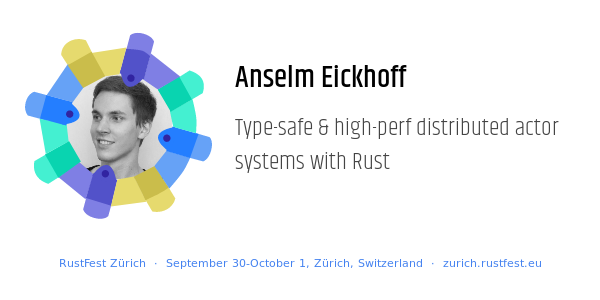 Anselm Eickhoff
Type-safe & high-perf distributed actor
systems with Rust
RustFest Zürich · September 30-October 1, Zürich, Switzerland · zurich.rustfest.eu